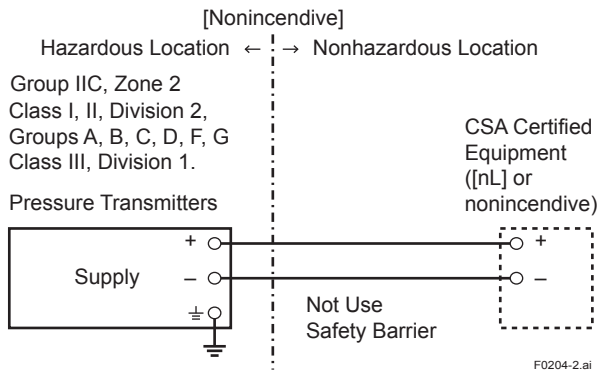 [Nonincendive]
Hazardous Location ← → Nonhazardous Location
Group IIC, Zone 2
Class I, II, Division 2,
Groups A, B, C, D, F, G
Class III, Division 1.
CSA Certified
Equipment
([nL] or
nonincendive)
Pressure Transmitters
+ +
Supply – –
Not Use
Safety Barrier
F0204-2.ai